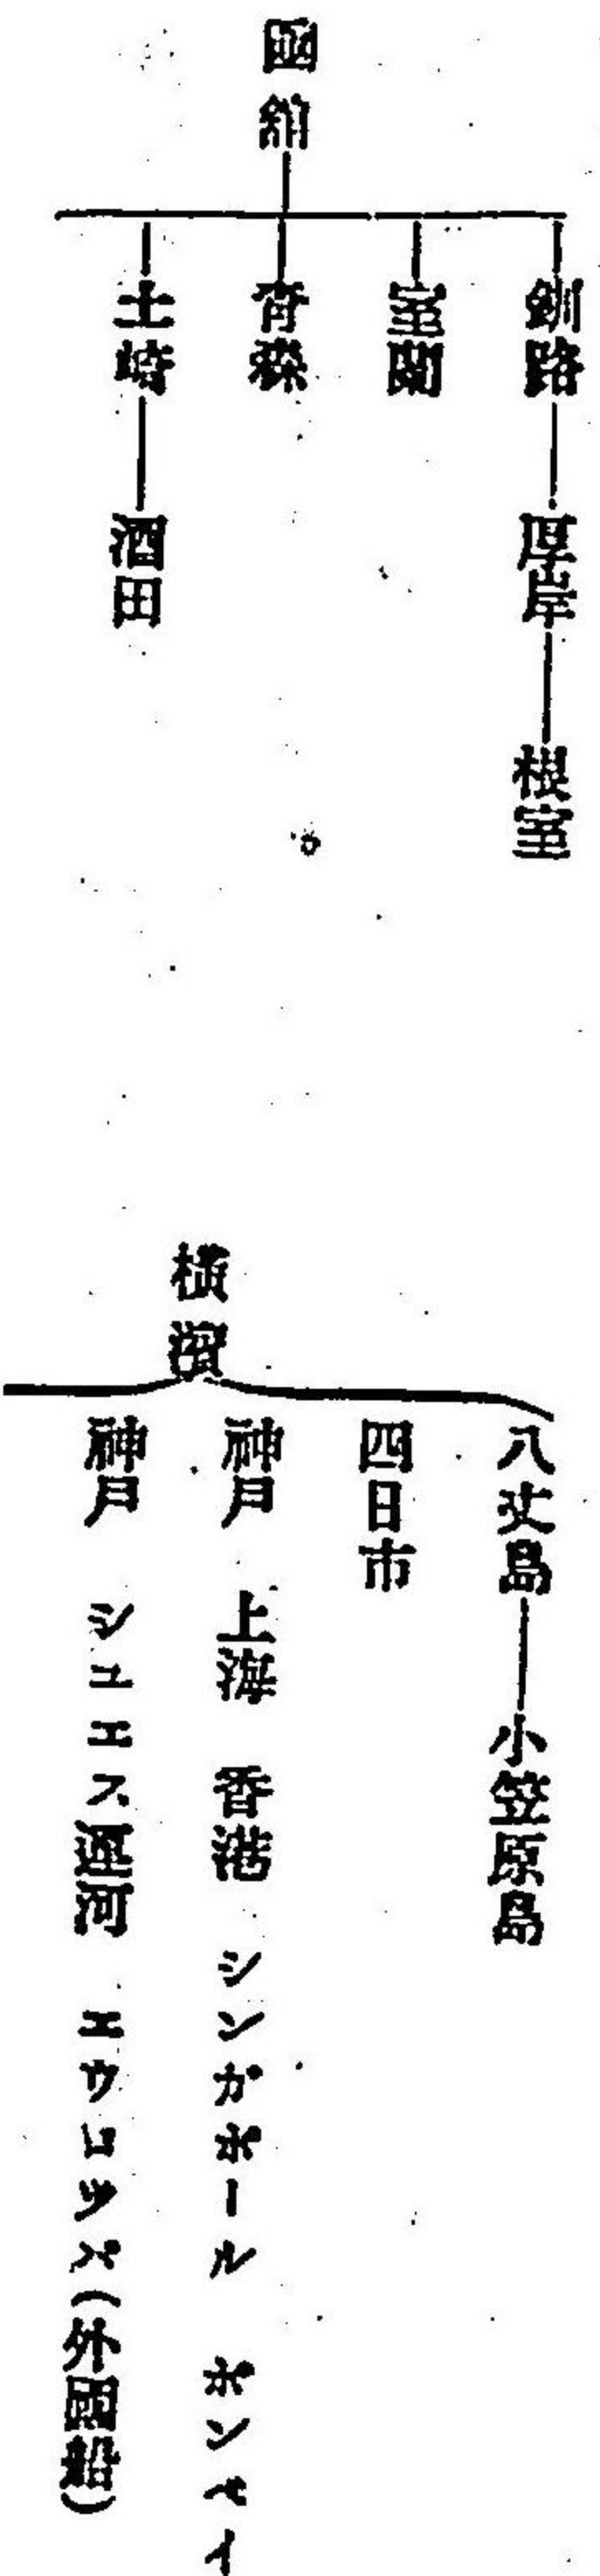 函館
釧路 厚岸 根室
室蘭
青森
土崎 酒田
横濱
八丈島 小笠原島
四日市
神戸 上海 香港 シンガポール ボンベイ
神戸 シユエス運河 エウロツパ(外國船)